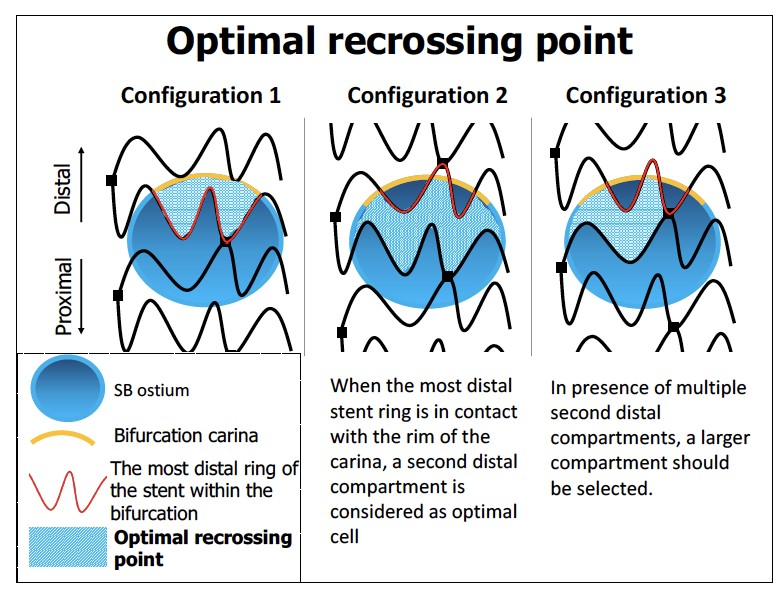 Optimal recrossing point
Configuration 1
Configuration 2
Configuration 3
Distal
Proximal
SB ostium
Bifurcation carina
The most distal ring of
the stent within the
bifurcation
Optimal recrossing
point
When the most distal
stent ring is in contact
with the rim of the
carina, a second distal
compartment is
considered as optimal
cell
In presence of multiple
second distal
compartments, a larger
compartment should
be selected.